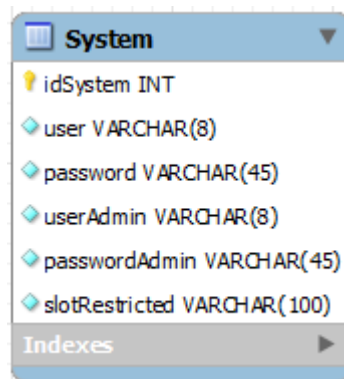 System
idSystem INT
user VARCHAR(8)
password VARCHAR(45)
userAdmin VARCHAR(8)
passwordAdmin VARCHAR(45)
slotRestricted VARCHAR(100)
Indexes